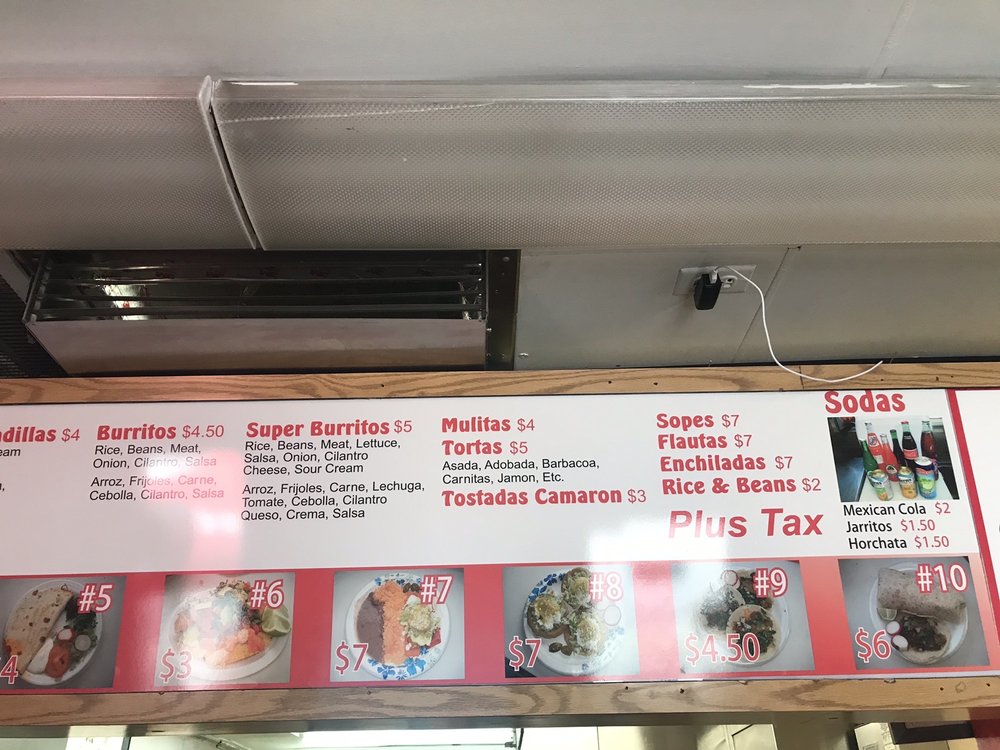 adillas $4
eam
Burritos $4.50
Rice, Beans, Meat,
Onion, Cilantro, Salsa
Arroz, Frijoles, Carne,
Cebolla, Cilantro, Salsa
Super Burritos $5
Rice, Beans, Meat, Lettuce,
Salsa, Onion, Cilantro
Cheese, Sour Cream
Arroz, Frijoles, Carne, Lechuga,
Tomate, Cebolla, Cilantro
Queso, Crema, Salsa
Mulitas $4
Tortas $5
Asada, Adobada, Barbacoa,
Carnitas, Jamon, Etc.
Tostadas Camaron $3
Sopes $7
Flautas $7
Enchiladas $7
Rice & Beans $2
Plus Tax
Sodas
Mexican Cola $2
Jarritos $1.50
Horchata $1.50
#5
4
#6
$3
#7
$7
#8
$7
#9
$4.50
#10
$6